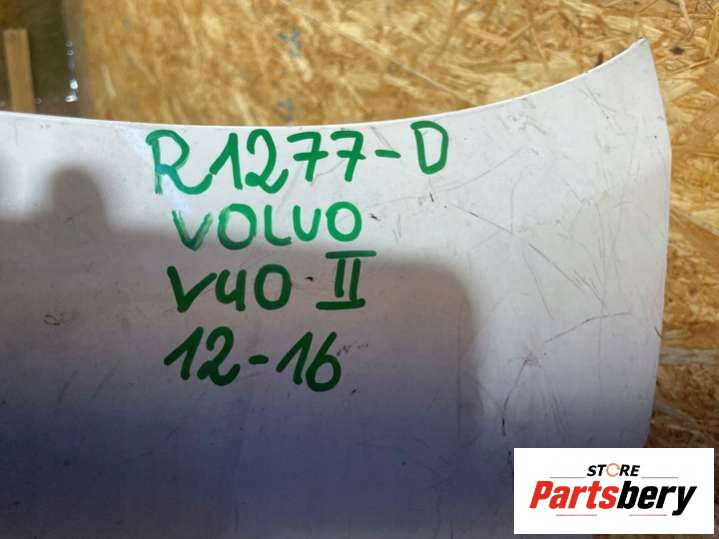 R1277-D
VOLVO
V40 II
12-16
STORE
Partsbery